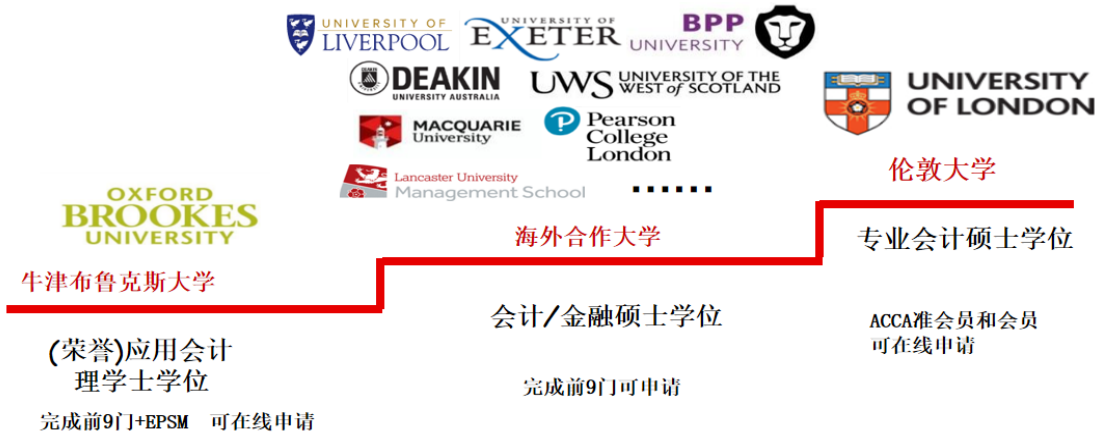 UNIVERSITY OF
LIVERPOOL
UNIVERSITY OF
EXETER
BPP
UNIVERSITY
DEAKIN
UNIVERSITY AUSTRALIA
UWS UNIVERSITY OF THE
WEST of SCOTLAND
UNIVERSITY
OF LONDON
MACQUARIE
University
P Pearson
College
London
Lancaster University
Management School
......
伦敦大学
OXFORD
BROOKES
UNIVERSITY
海外合作大学
专业会计硕士学位
牛津布鲁克斯大学
会计/金融硕士学位
ACCA准会员和会员
可在线申请
(荣誉)应用会计
理学士学位
完成前9门可申请
完成前9门+EPSM 可在线申请